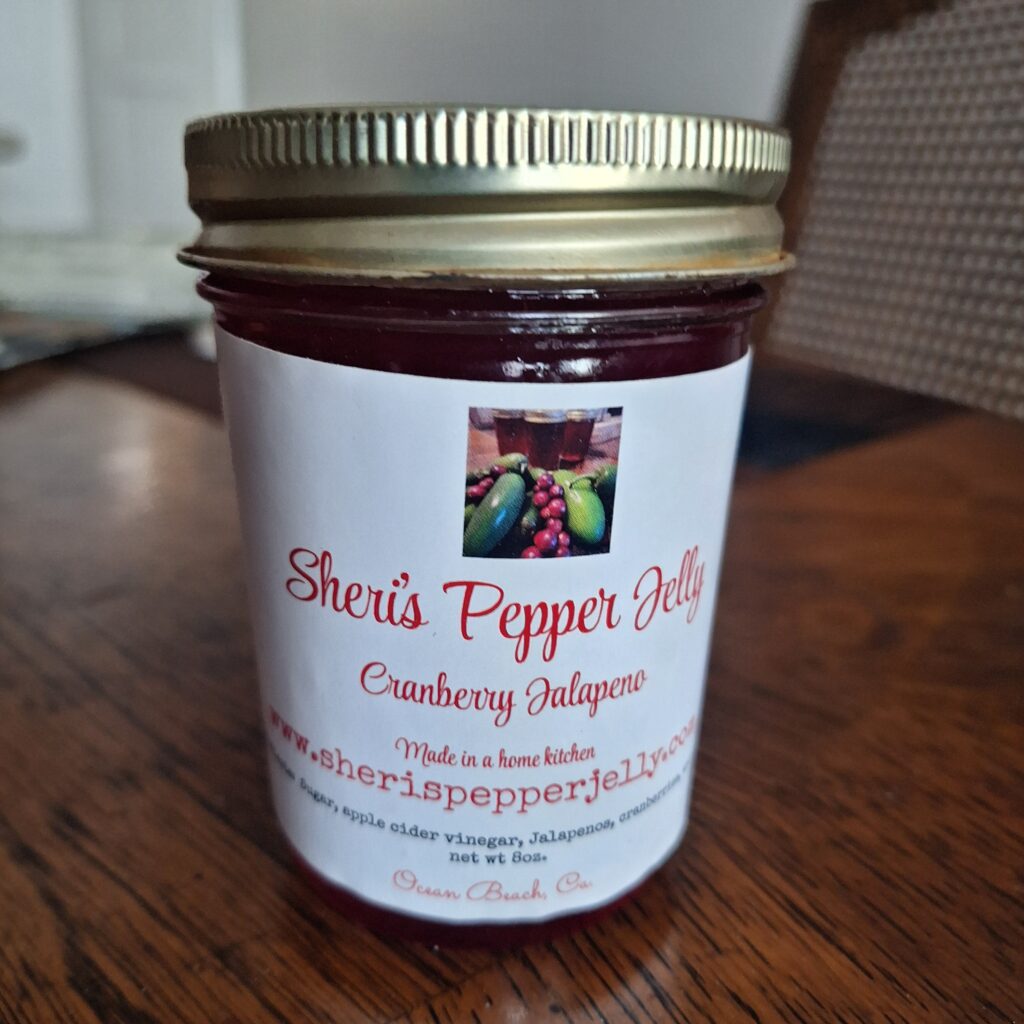 Sheri's Pepper Jelly
Cranberry Jalapeno
Made in a home kitchen
www.sherispepperjelly.com
Sugar, apple cider vinegar, Jalapenos, cranberries,
net wt 8oz.
Ocean Beach, Ca.